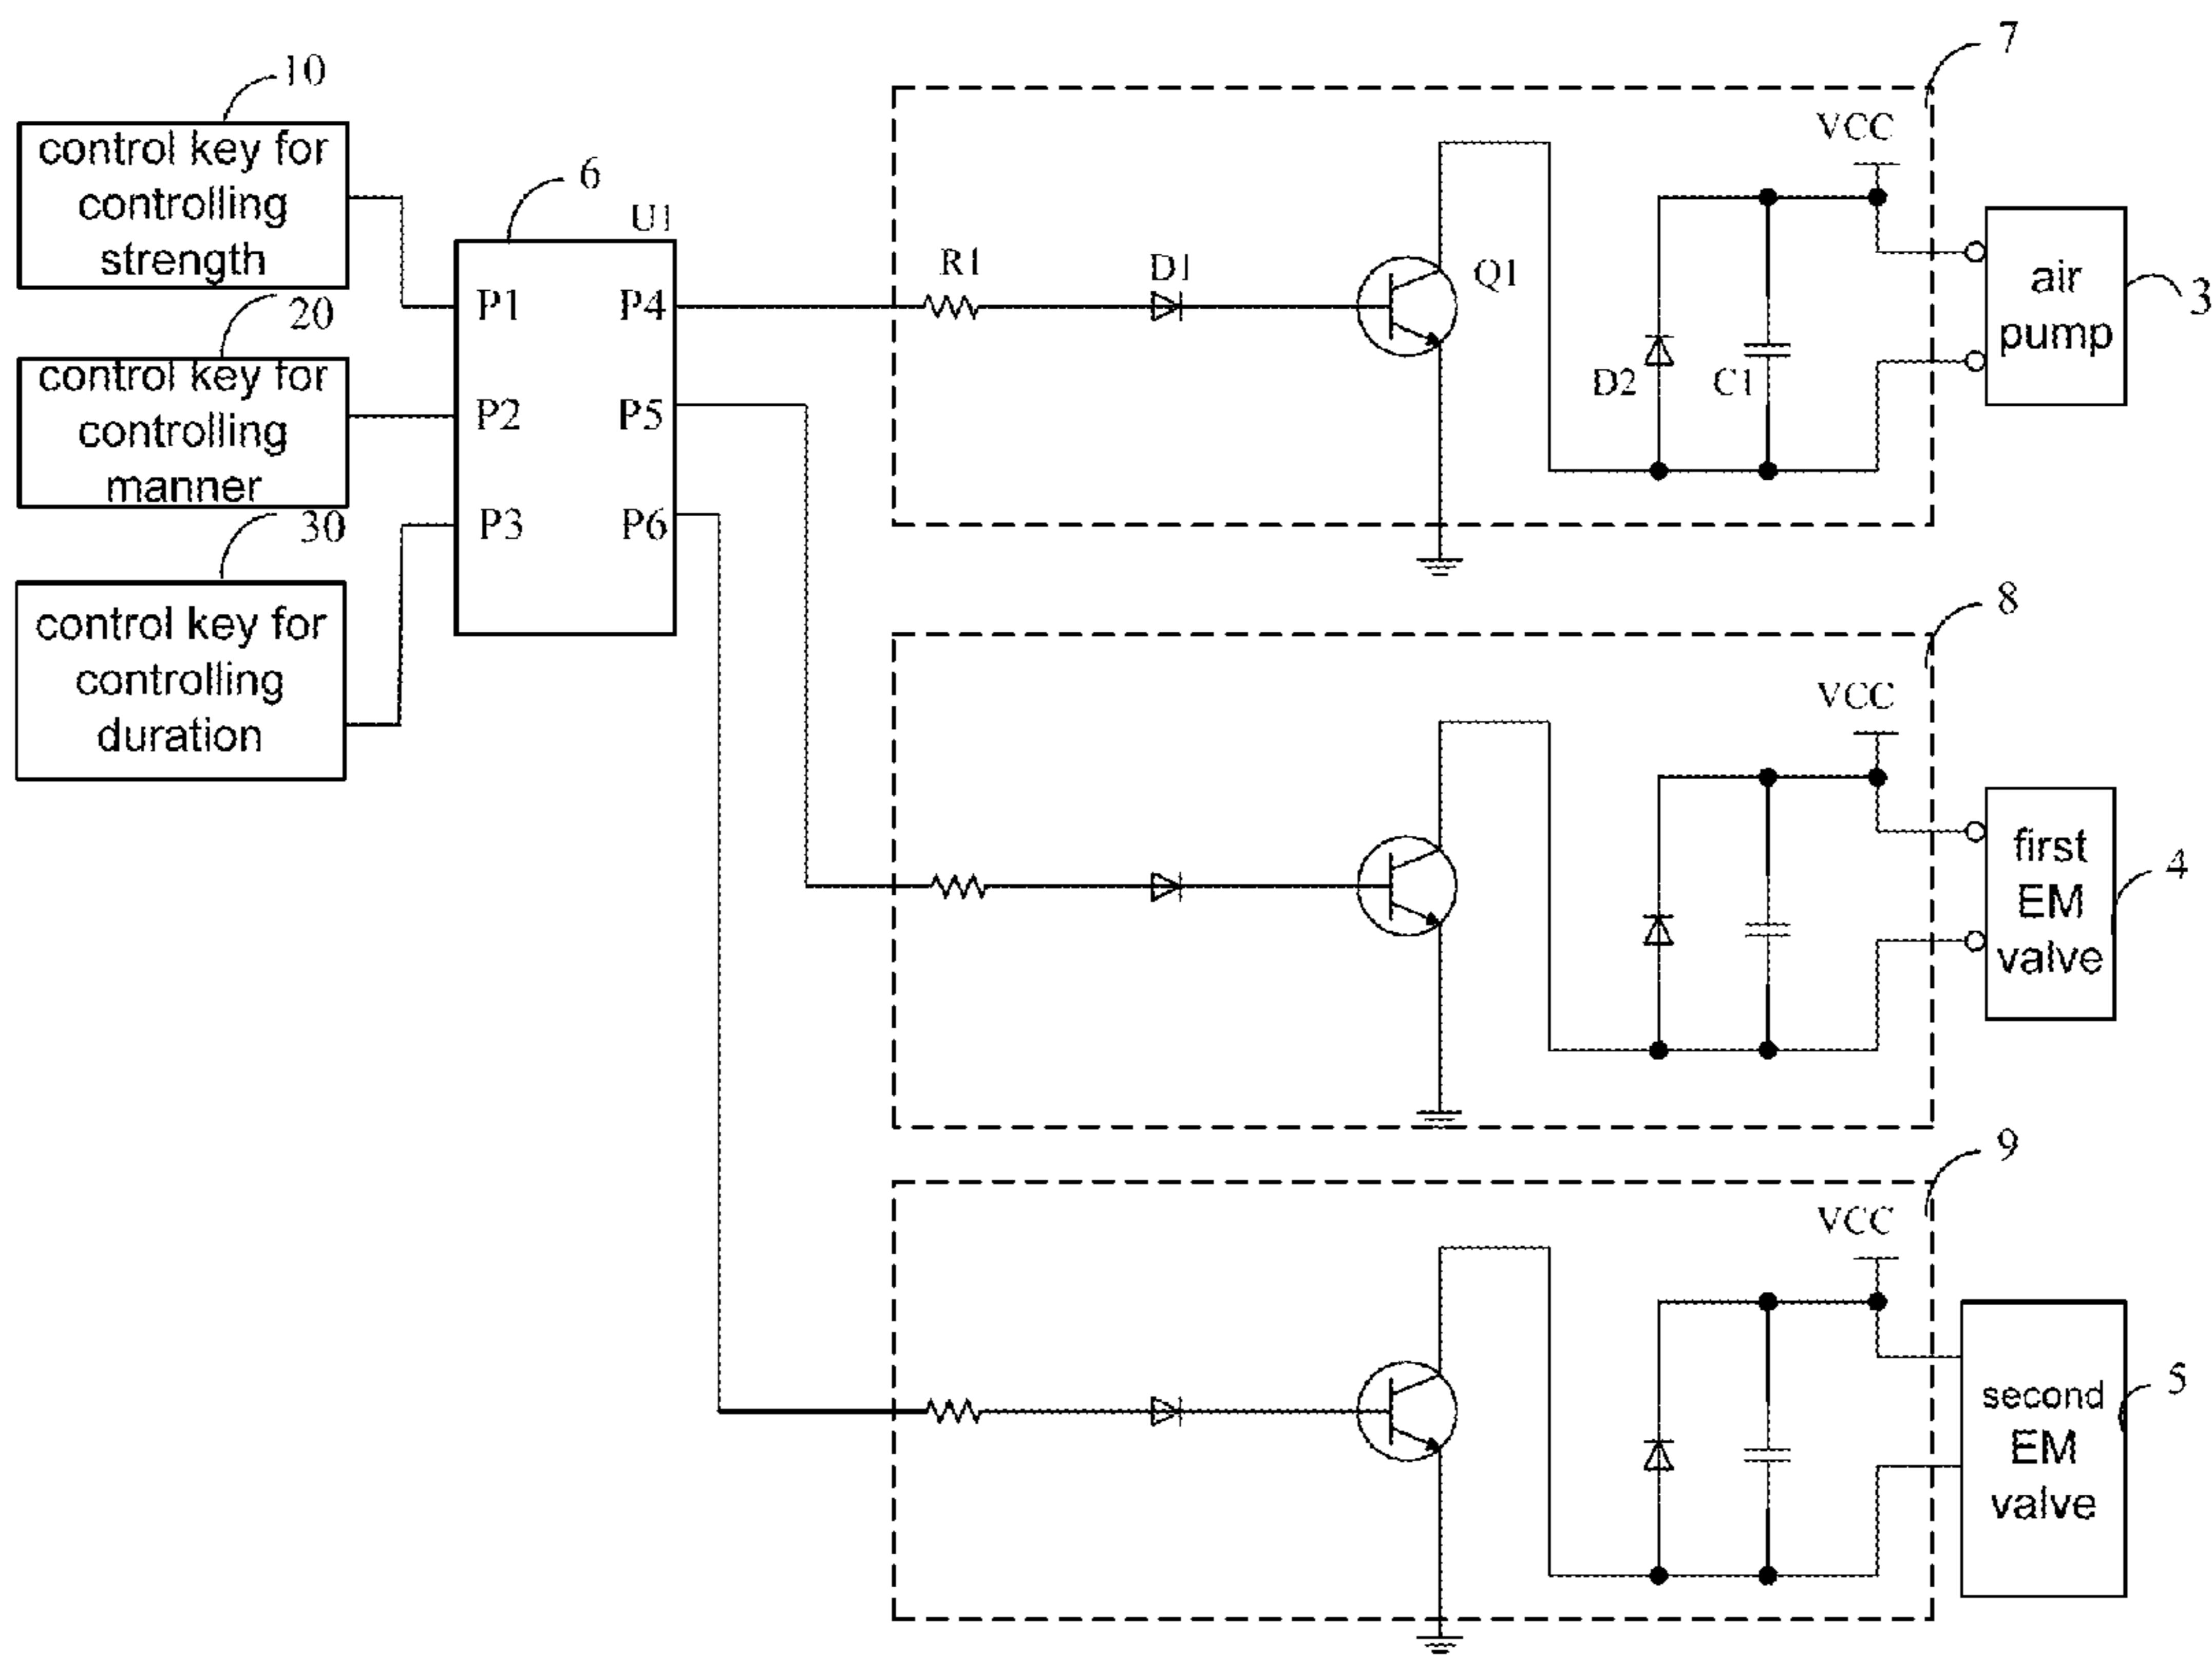 10
control key for
controlling
strength
20
control key for
controlling
manner
30
control key for
controlling
duration
6
U1
P1
P2
P3
P4
P5
P6
7
R1
D1
Q1
VCC
D2
C1
air
pump
3
8
VCC
first
EM
valve
4
9
VCC
second
EM
valve
5